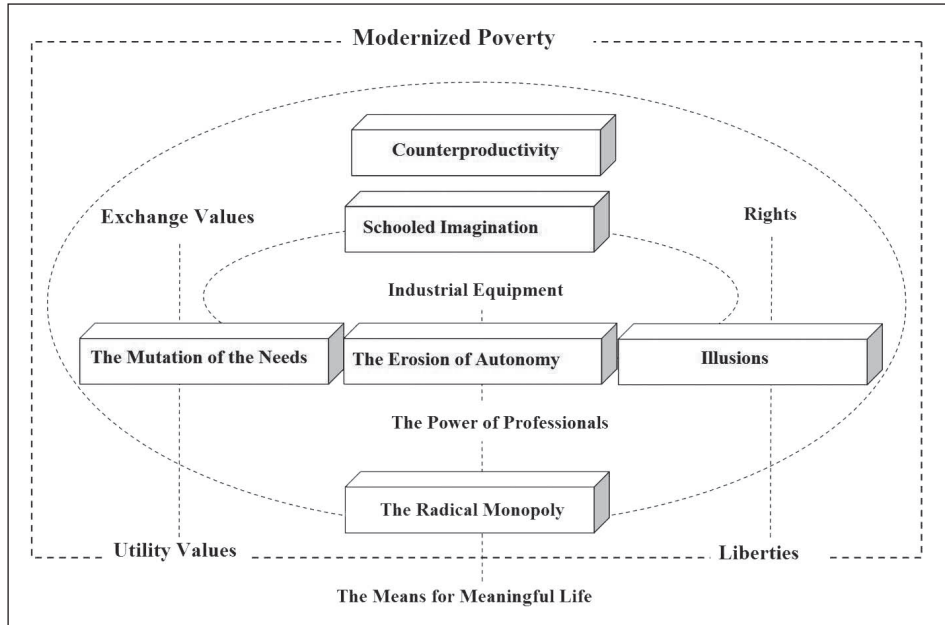 Modernized Poverty
Counterproductivity
Exchange Values
Schooled Imagination
Rights
Industrial Equipment
The Mutation of the Needs
The Erosion of Autonomy
Illusions
The Power of Professionals
The Radical Monopoly
Utility Values
Liberties
The Means for Meaningful Life